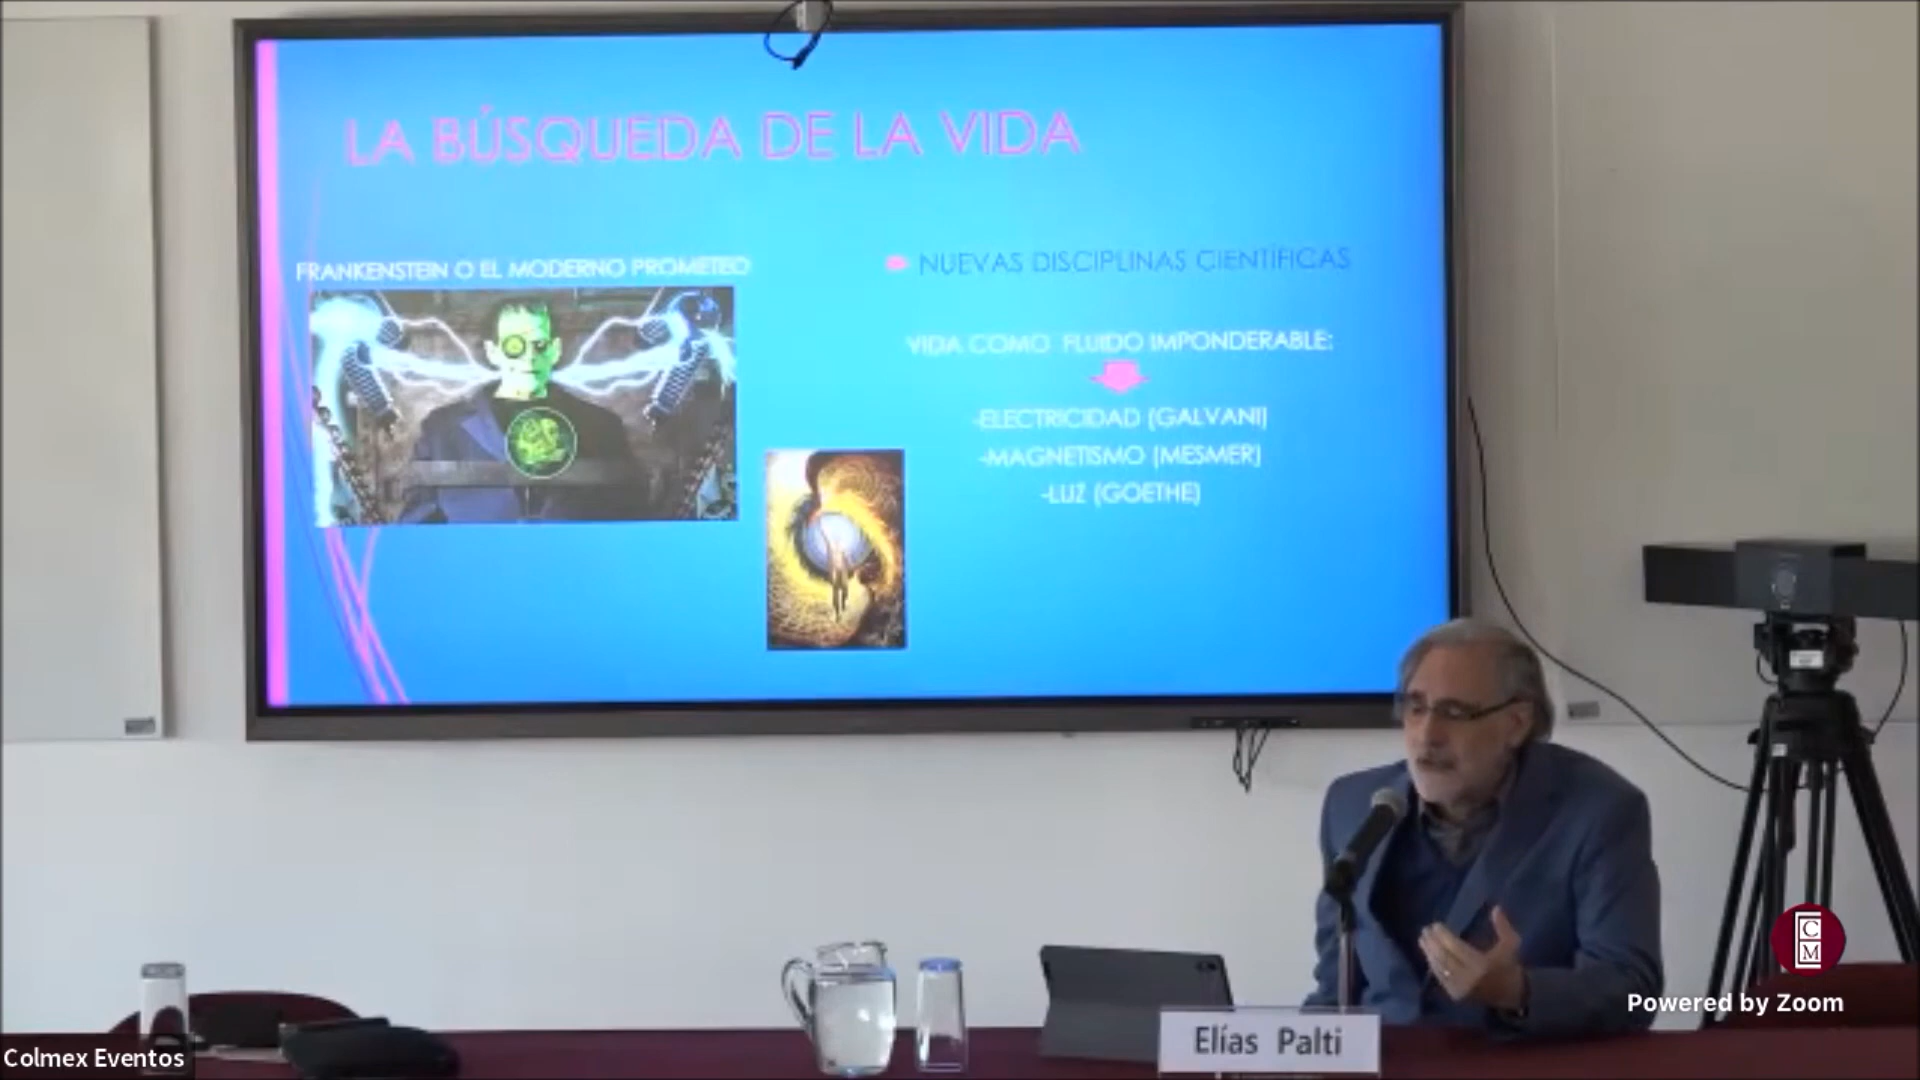 LA BÚSQUEDA DE LA VIDA
FRANKENSTEIN O EL MODERNO PROMETEO
NUEVAS DISCIPLINAS CIENTÍFICAS
VIDA COMO FLUIDO IMPONDERABLE:
-ELECTRICIDAD (GALVANI)
-MAGNETISMO (MESMER)
-LUZ (GOETHE)
Elías Palti
C
M
Powered by Zoom
Colmex Eventos